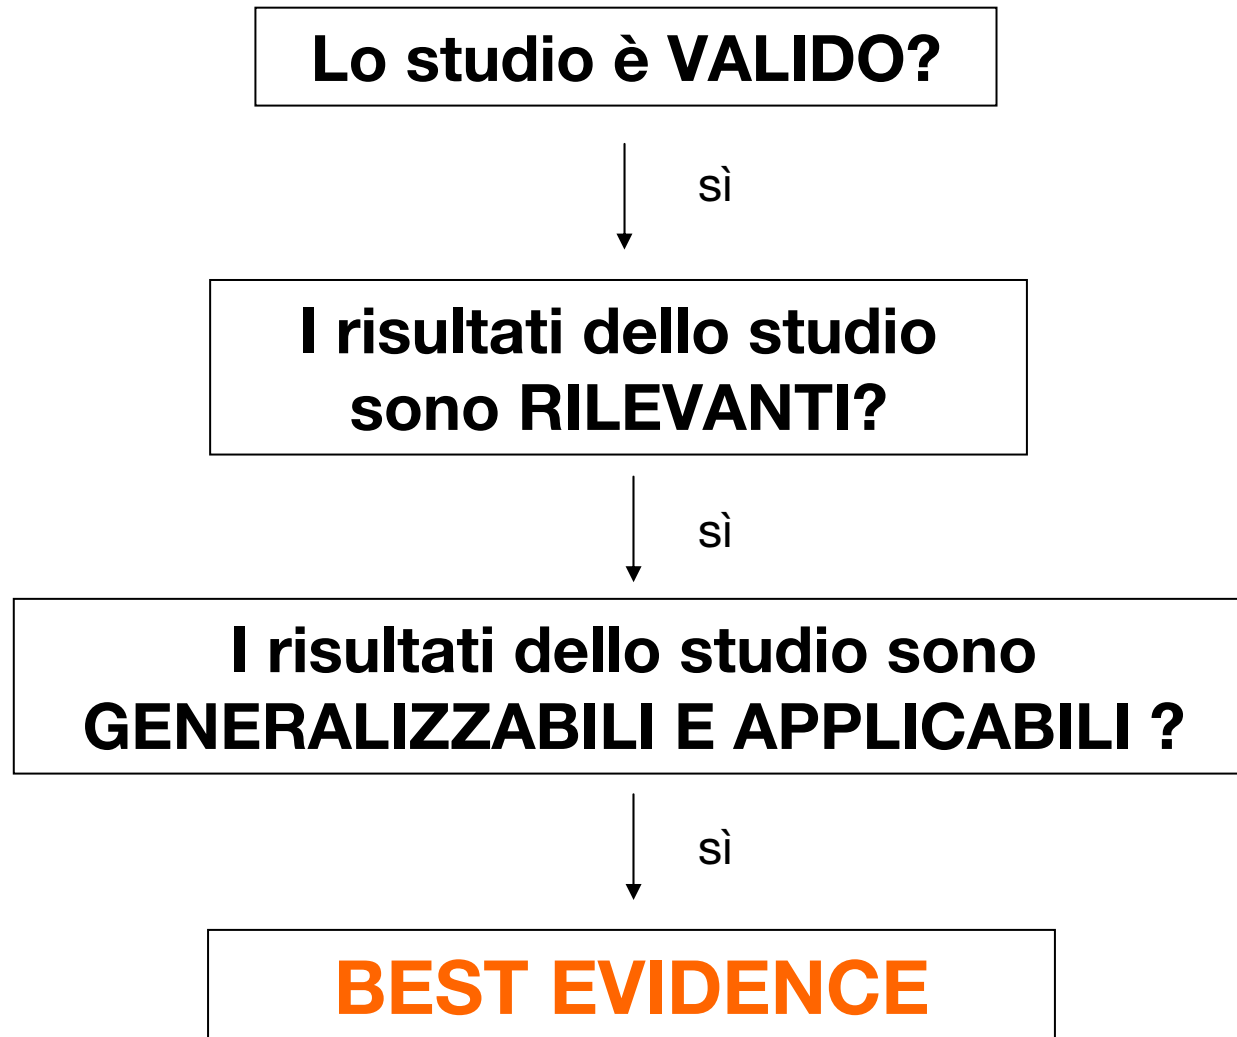 Lo studio è VALIDO?
sì
I risultati dello studio
sono RILEVANTI?
sì
I risultati dello studio sono
GENERALIZZABILI E APPLICABILI ?
sì
BEST EVIDENCE